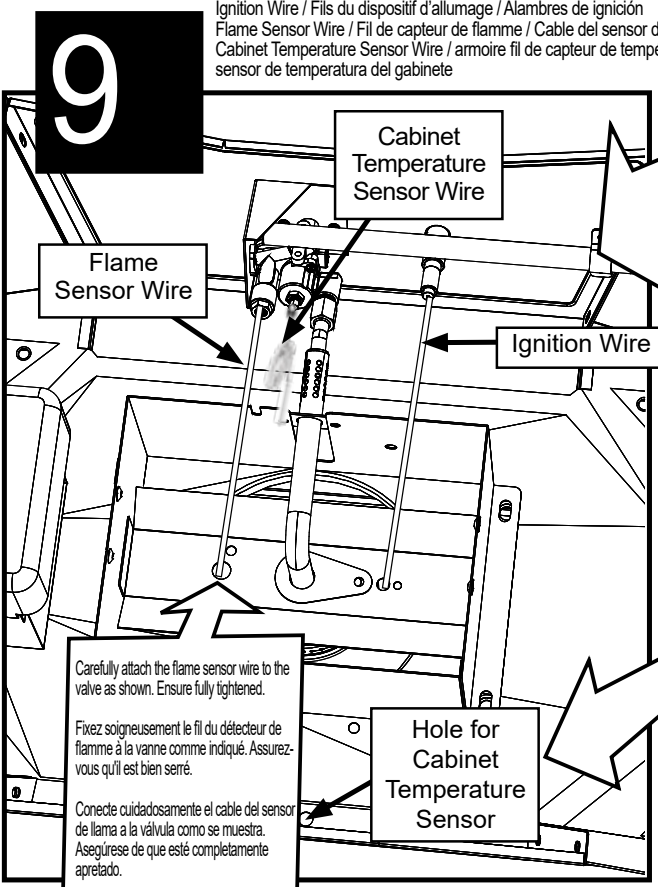 9
Ignition Wire / Fils du dispositif d'allumage / Alambres de ignición
Flame Sensor Wire / Fil de capteur de flamme / Cable del sensor
Cabinet Temperature Sensor Wire / armoire fil de capteur de
sensor de temperatura del gabinete
Cabinet
Temperature
Sensor Wire
Flame
Sensor Wire
Ignition Wire
Carefully attach the flame sensor wire to the
valve as shown. Ensure fully tightened.
Fixez soigneusement le fil du détecteur de
flamme à la vanne comme indiqué. Assurez-
vous qu'il est bien serré.
Conecte cuidadosamente el cable del sensor
de llama a la válvula como se muestra.
Asegúrese de que esté completamente
apretado.
Hole for
Cabinet
Temperature
Sensor